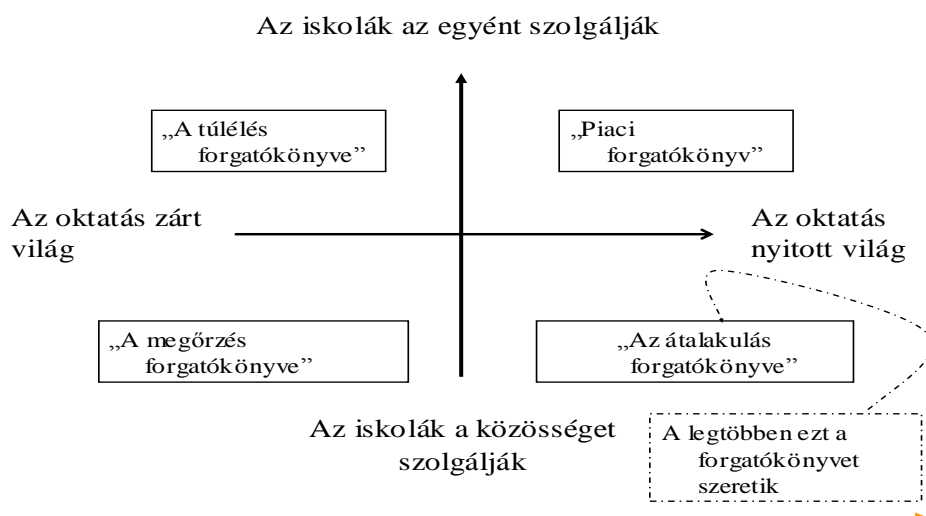 Az iskolák az egyént szolgálják
„A túlélés
forgatókönyve”
„Piaci
forgatókönyv”
Az oktatás zárt
világ
Az oktatás
nyitott világ
„A megőrzés
forgatókönyve”
„Az átalakulás
forgatókönyve”
Az iskolák a közösséget
szolgálják
A legtöbben ezt a
forgatókönyvet
szeretik